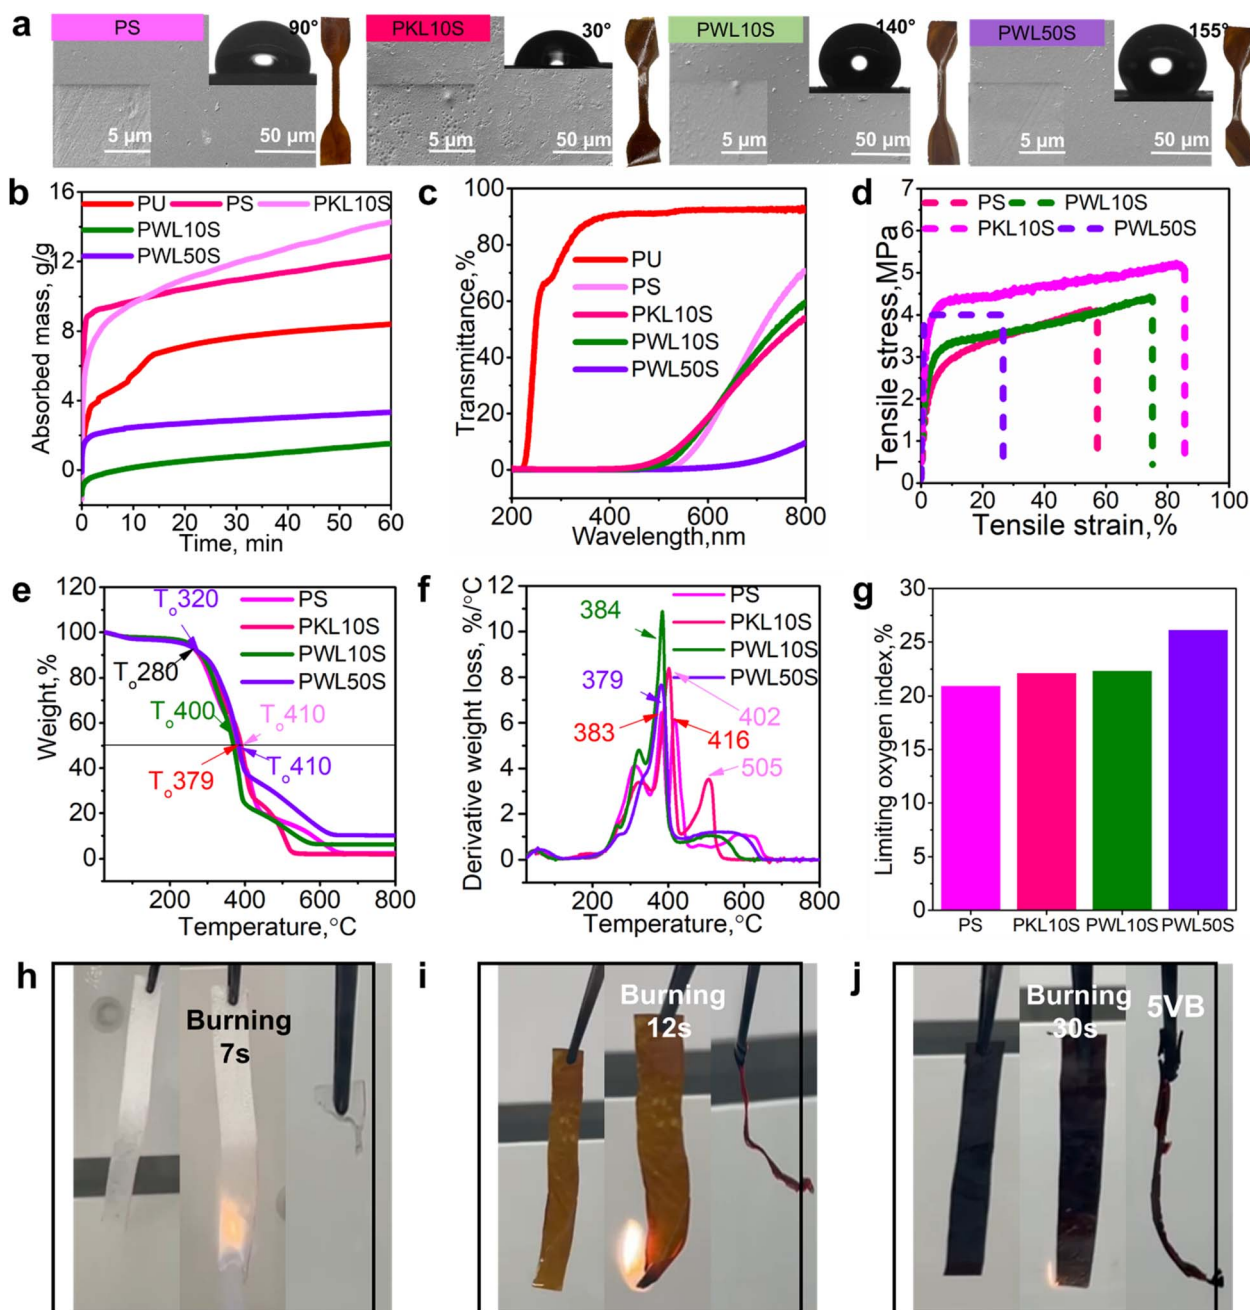 a
PS
90°
5 µm
50 µm
PKL10S
30°
5 µm
50 µm
PWL10S
140°
5 µm
50 µm
PWL50S
155°
5 µm
50 µm
b
Absorbed mass, g/g
16
12
8
4
0
PU
PS
PKL10S
PWL10S
PWL50S
0 10 20 30 40 50 60
Time, min
c
Transmittance,%
100
80
60
40
20
0
PU
PS
PKL10S
PWL10S
PWL50S
200 400 600 800
Wavelength,nm
d
Tensile stress,MPa
7
6
5
4
3
2
1
0
PS
PWL10S
PKL10S
PWL50S
0 20 40 60 80 100
Tensile strain,%
e
Weight,%
120
100
80
60
40
20
0
To320
PS
PKL10S
PWL10S
PWL50S
To280
To400
To410
To379
To410
0 200 400 600 800
Temperature,°C
f
Derivative weight loss, %/°C
12
10
8
6
4
2
0
PS
PKL10S
PWL10S
PWL50S
384
379
383
402
416
505
200 400 600 800
Temperature,°C
g
Limiting oxygen index,%
30
25
20
15
10
5
0
PS PKL10S PWL10S PWL50S
h
Burning
7s
i
Burning
12s
j
Burning
30s
5VB